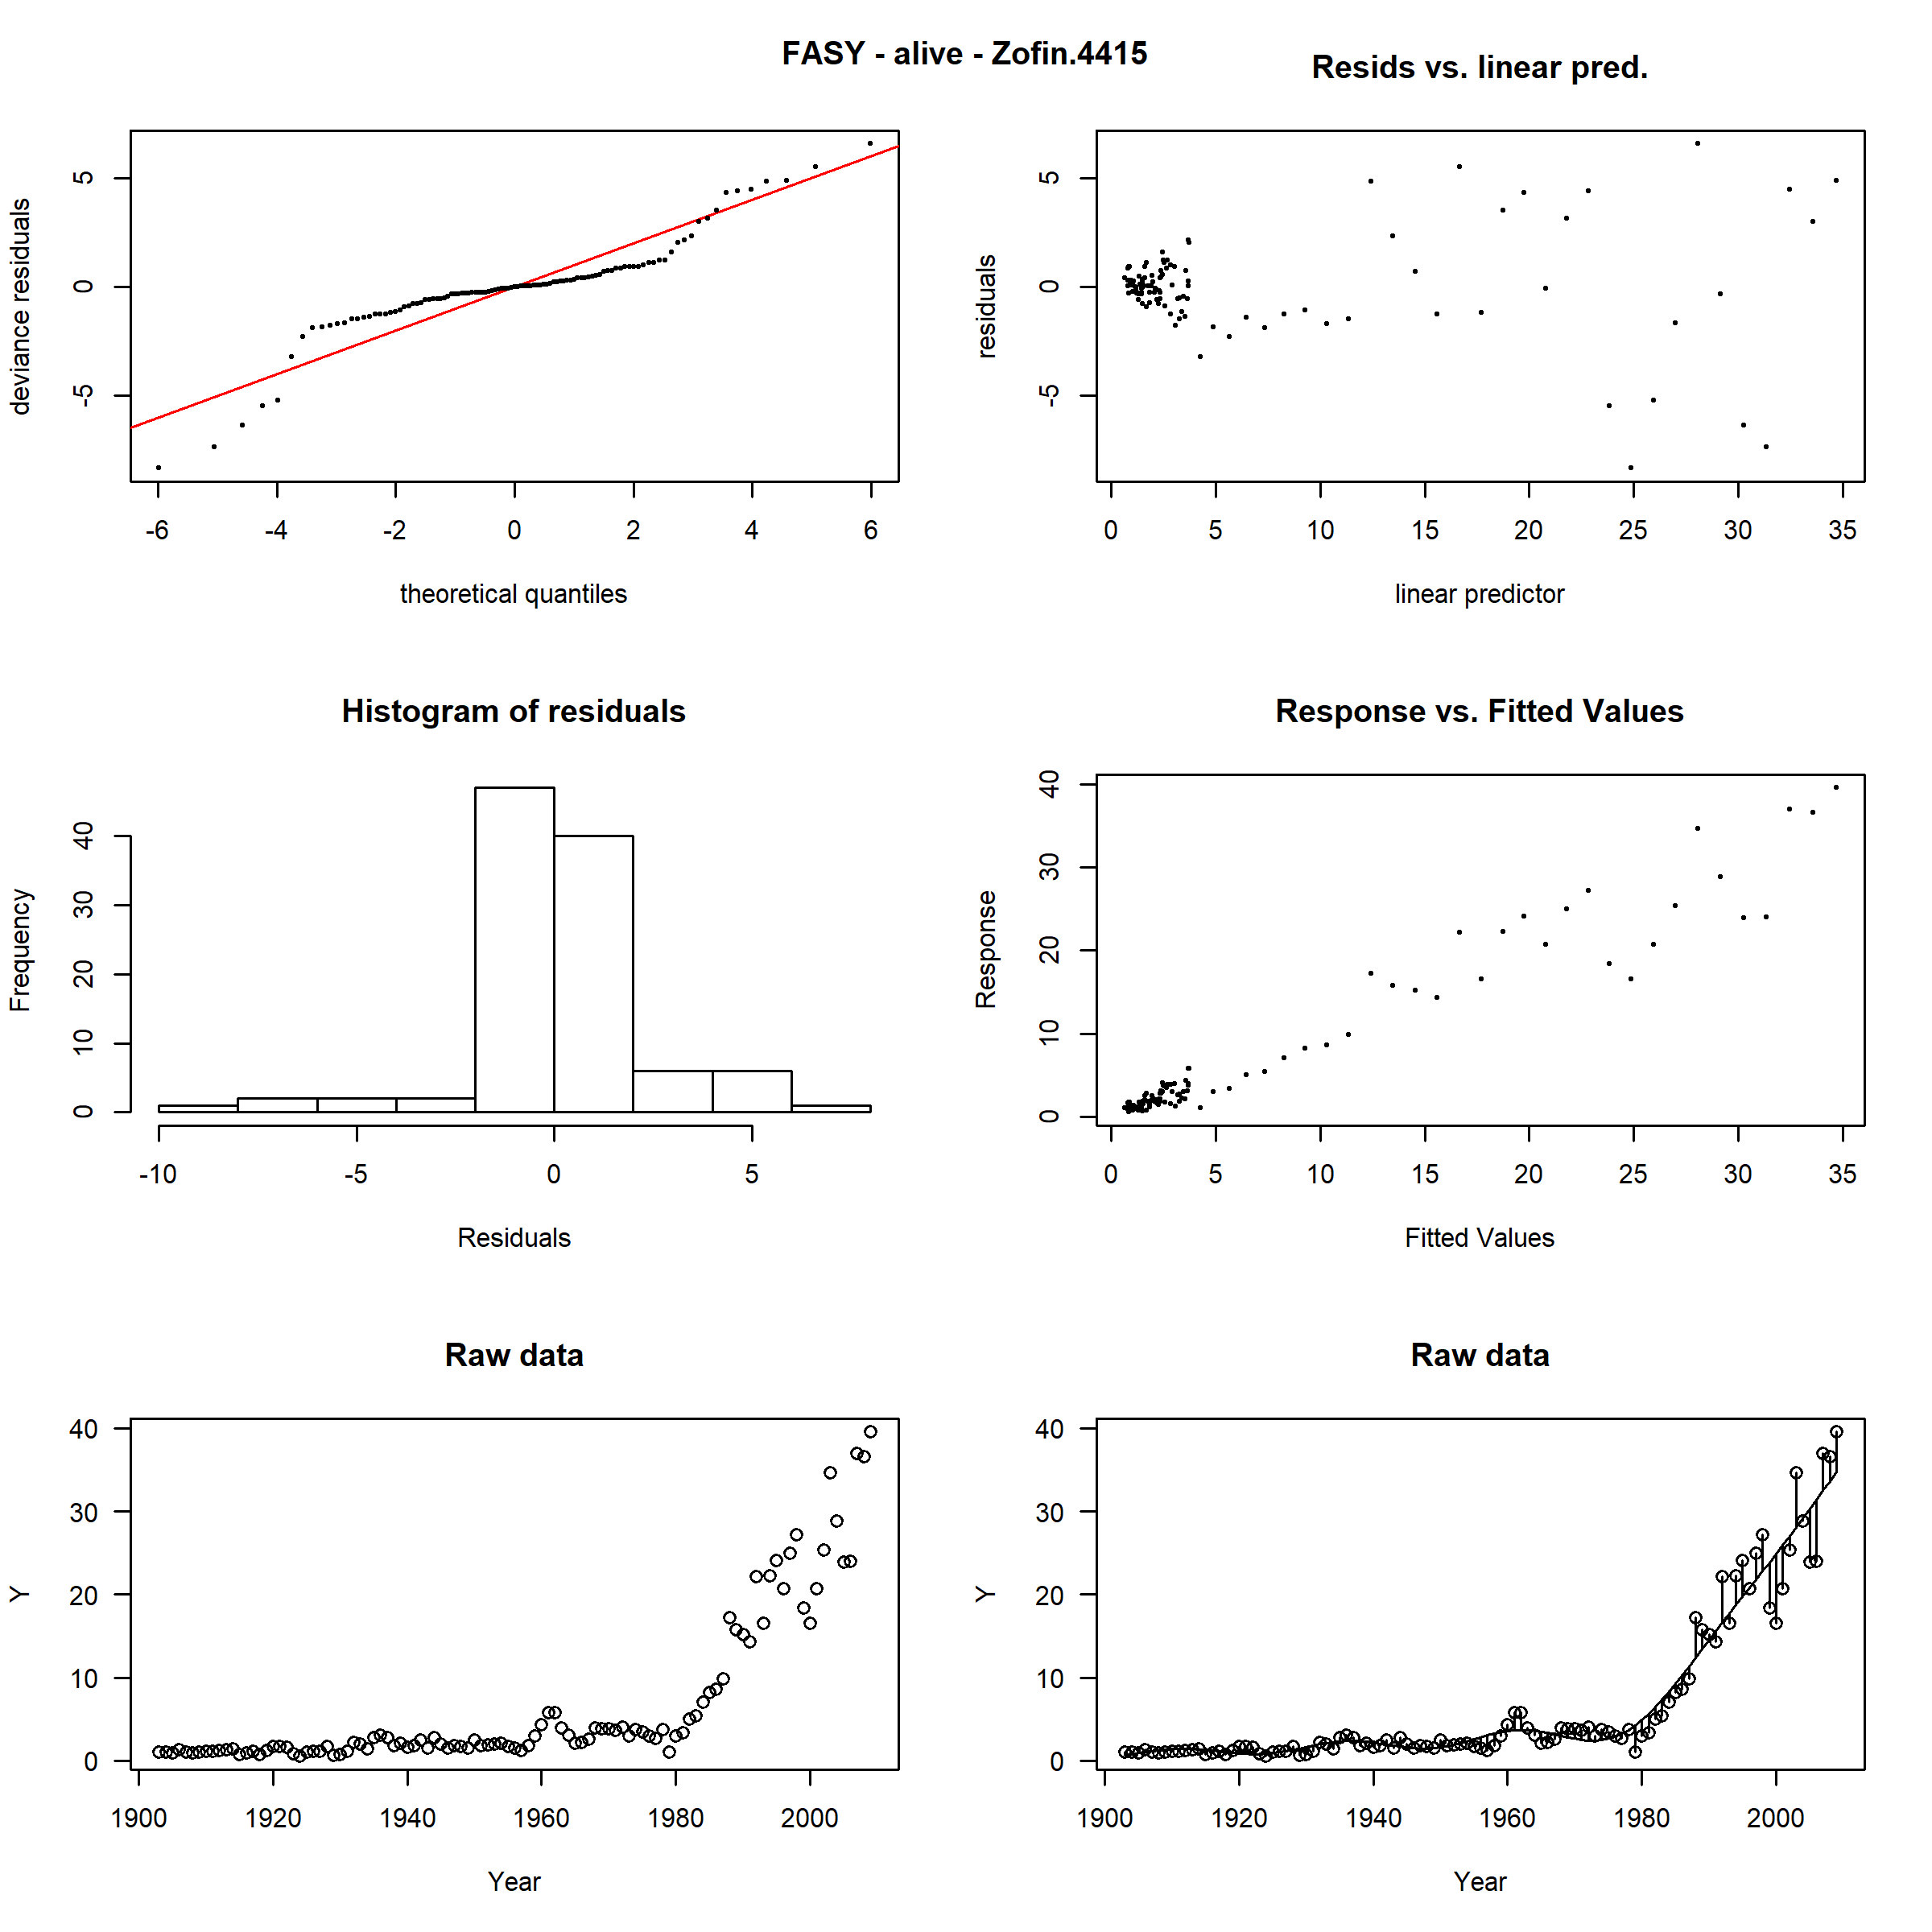 FASY - alive - Zofin.4415
Resids vs. linear pred.
deviance residuals
5
0
-5
-6 -4 -2 0 2 4 6
theoretical quantiles
residuals
5
0
-5
0 5 10 15 20 25 30 35
linear predictor
Histogram of residuals
Frequency
40
30
20
10
0
-10 -5 0 5
Residuals
Response vs. Fitted Values
Response
40
30
20
10
0
0 5 10 15 20 25 30 35
Fitted Values
Raw data
Y
40
30
20
10
0
1900 1920 1940 1960 1980 2000
Year
Raw data
Y
40
30
20
10
0
1900 1920 1940 1960 1980 2000
Year